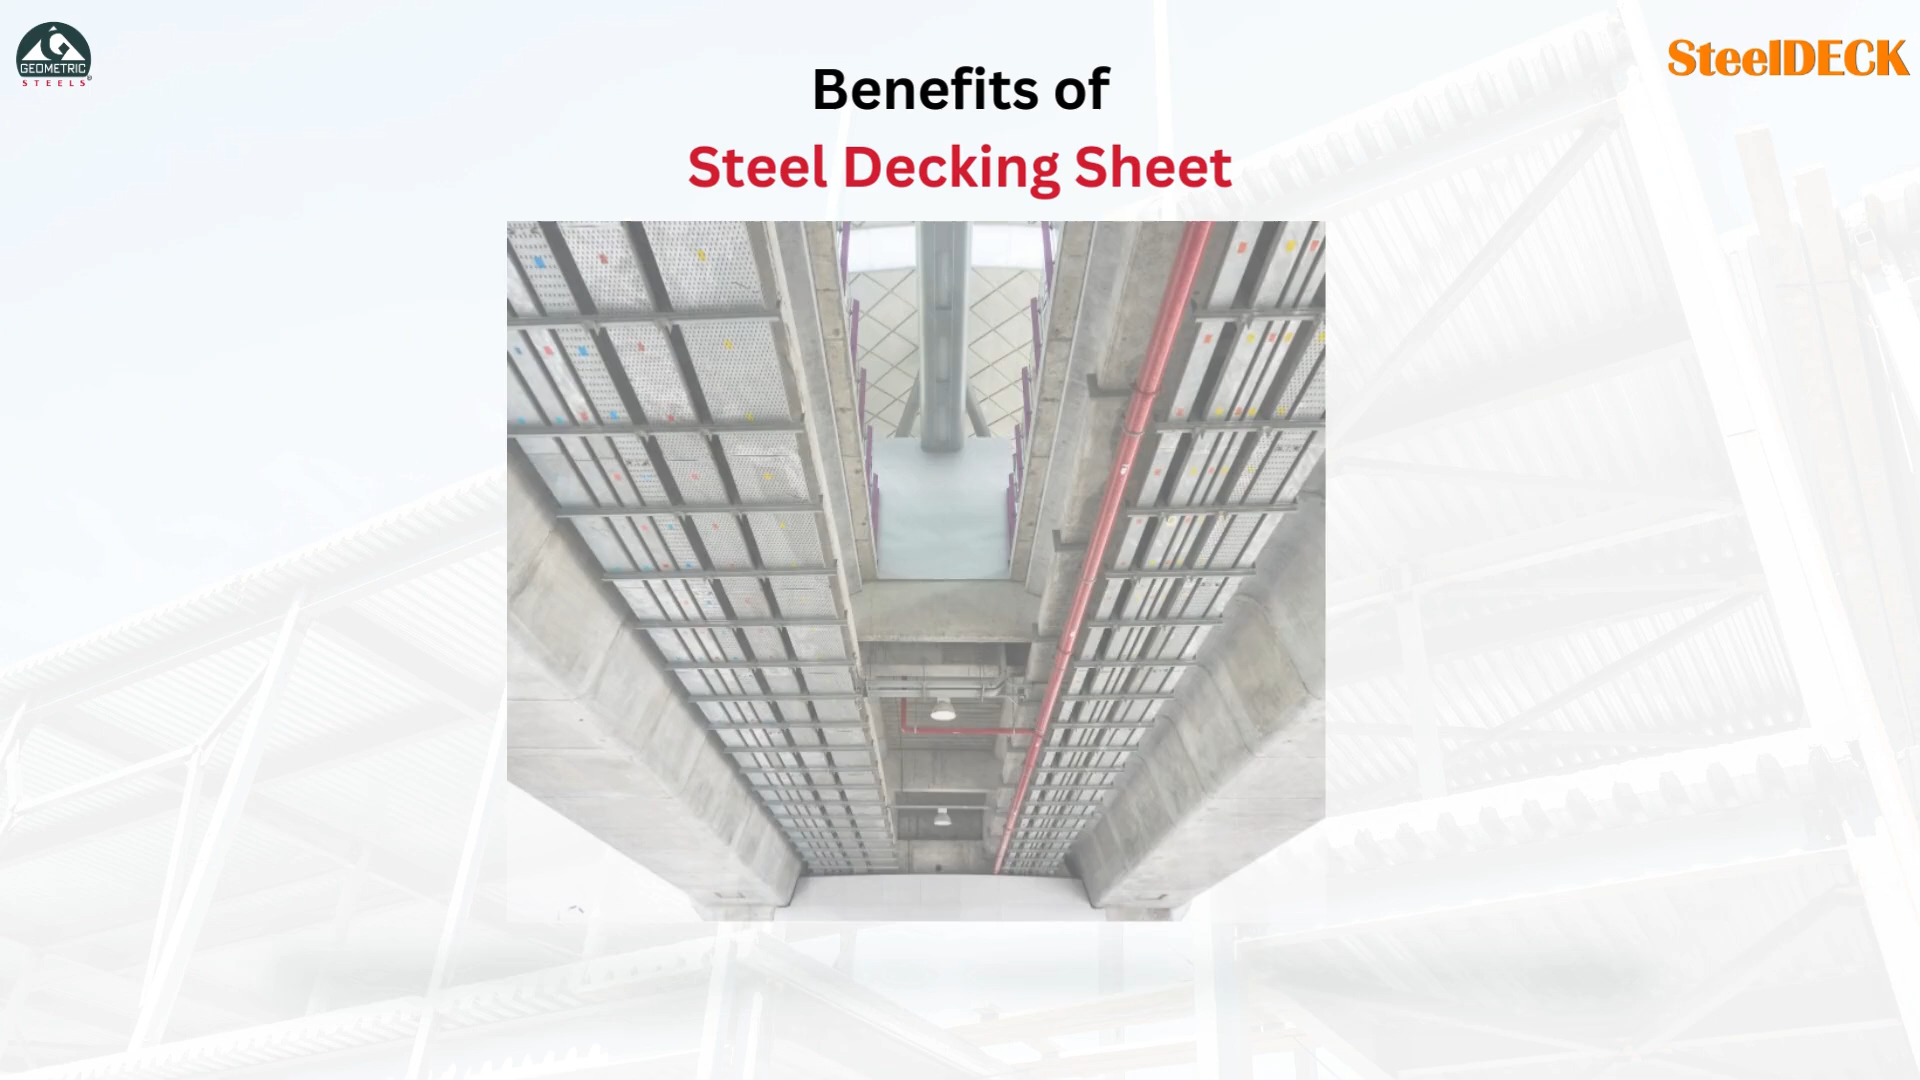 GEOMETRIC
STEELS
SteelDECK
Benefits of
Steel Decking Sheet